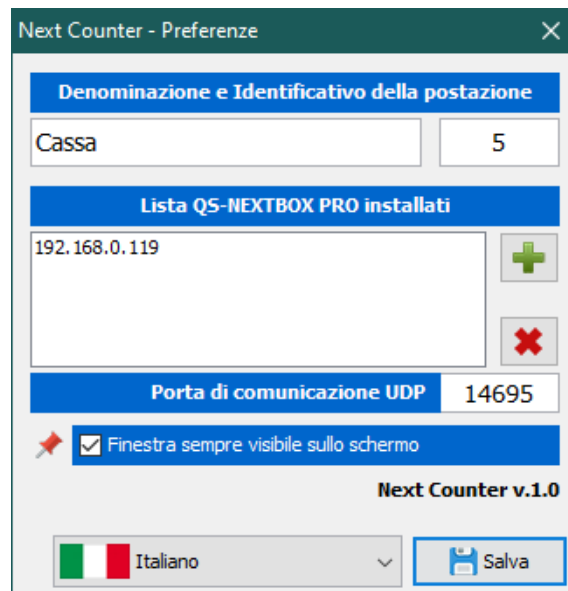 Next Counter - Preferenze
Denominazione e Identificativo della postazione
Cassa 5
Lista QS-NEXTBOX PRO installati
192.168.0.119
Porta di comunicazione UDP 14695
Finestra sempre visibile sullo schermo
Next Counter v.1.0
Italiano Salva